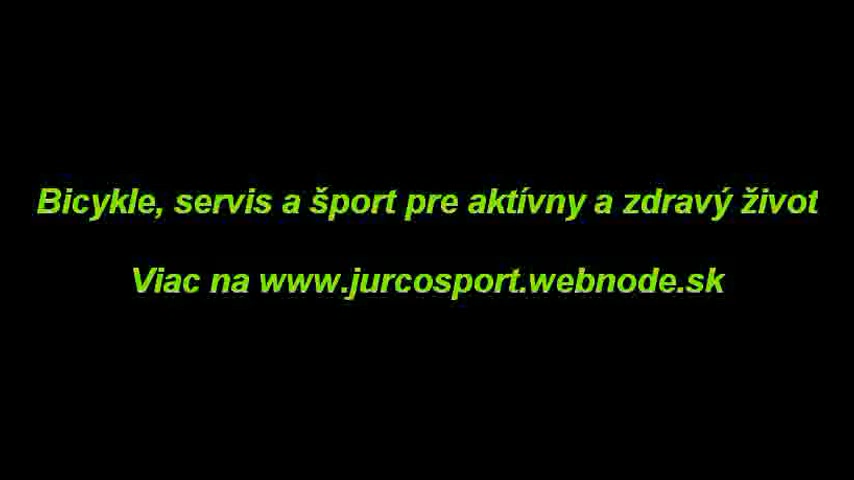 Bicykle, servis a šport pre aktívny a zdravý život
Viac na www.jurcosport.webnode.sk